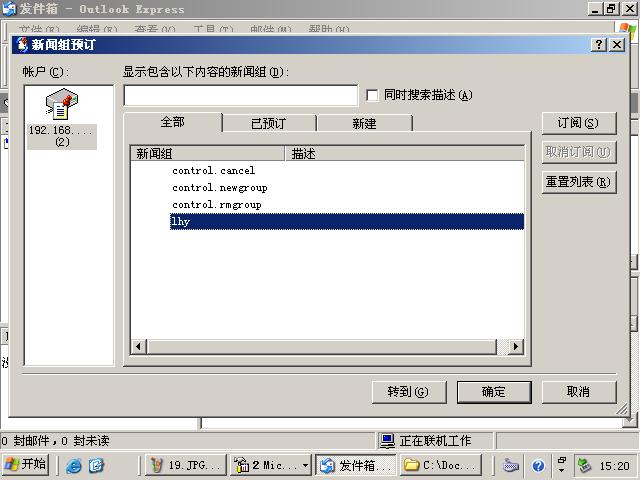 发件箱 - Outlook Express
文件(F) 编辑(E) 查看(V) 工具(T) 邮件(M) 帮助(H)
新闻组预订
帐户(C):
显示包含以下内容的新闻组(D):
同时搜索描述(A)
192.168....
(2)
全部
已预订
新建
新闻组
描述
control.cancel
control.newgroup
control.rmgroup
lhy
订阅(S)
取消订阅(U)
重置列表(R)
转到(G)
确定
取消
0 封邮件，0 封未读
正在联机工作
开始
19.JPG...
2 Mic...
发件箱...
C:\Doc...
15:20